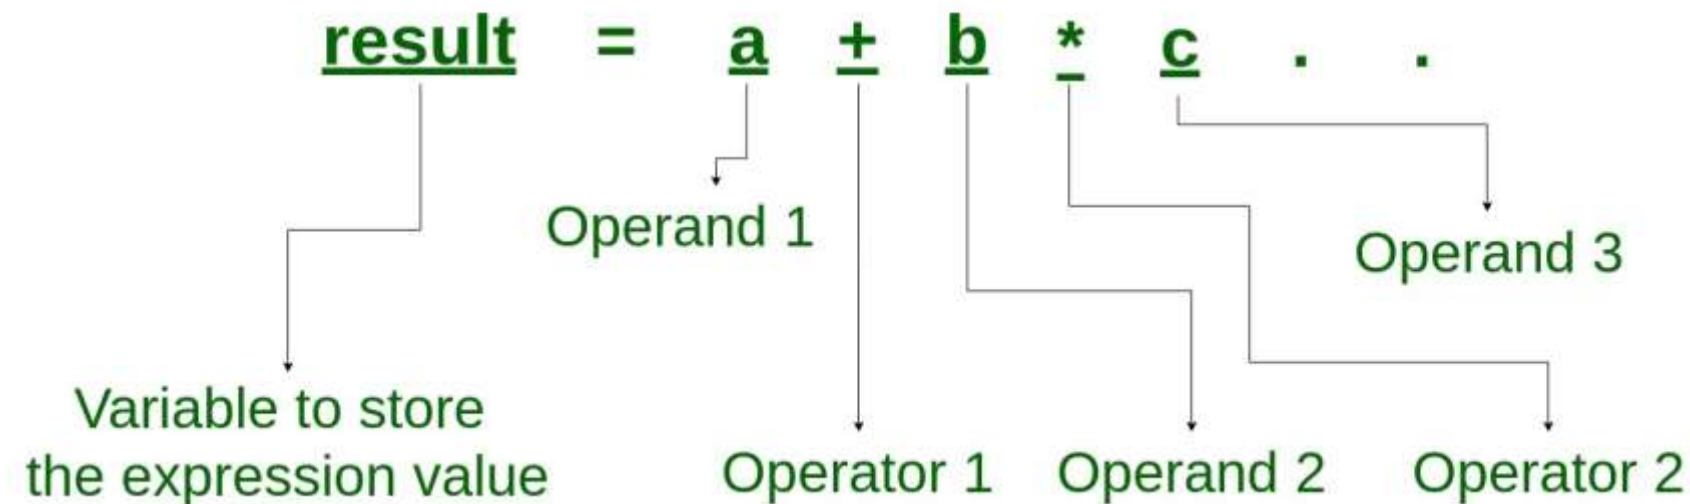 result = a + b * c . .
Operand 1
Operand 3
Variable to store
the expression value
Operator 1 Operand 2 Operator 2